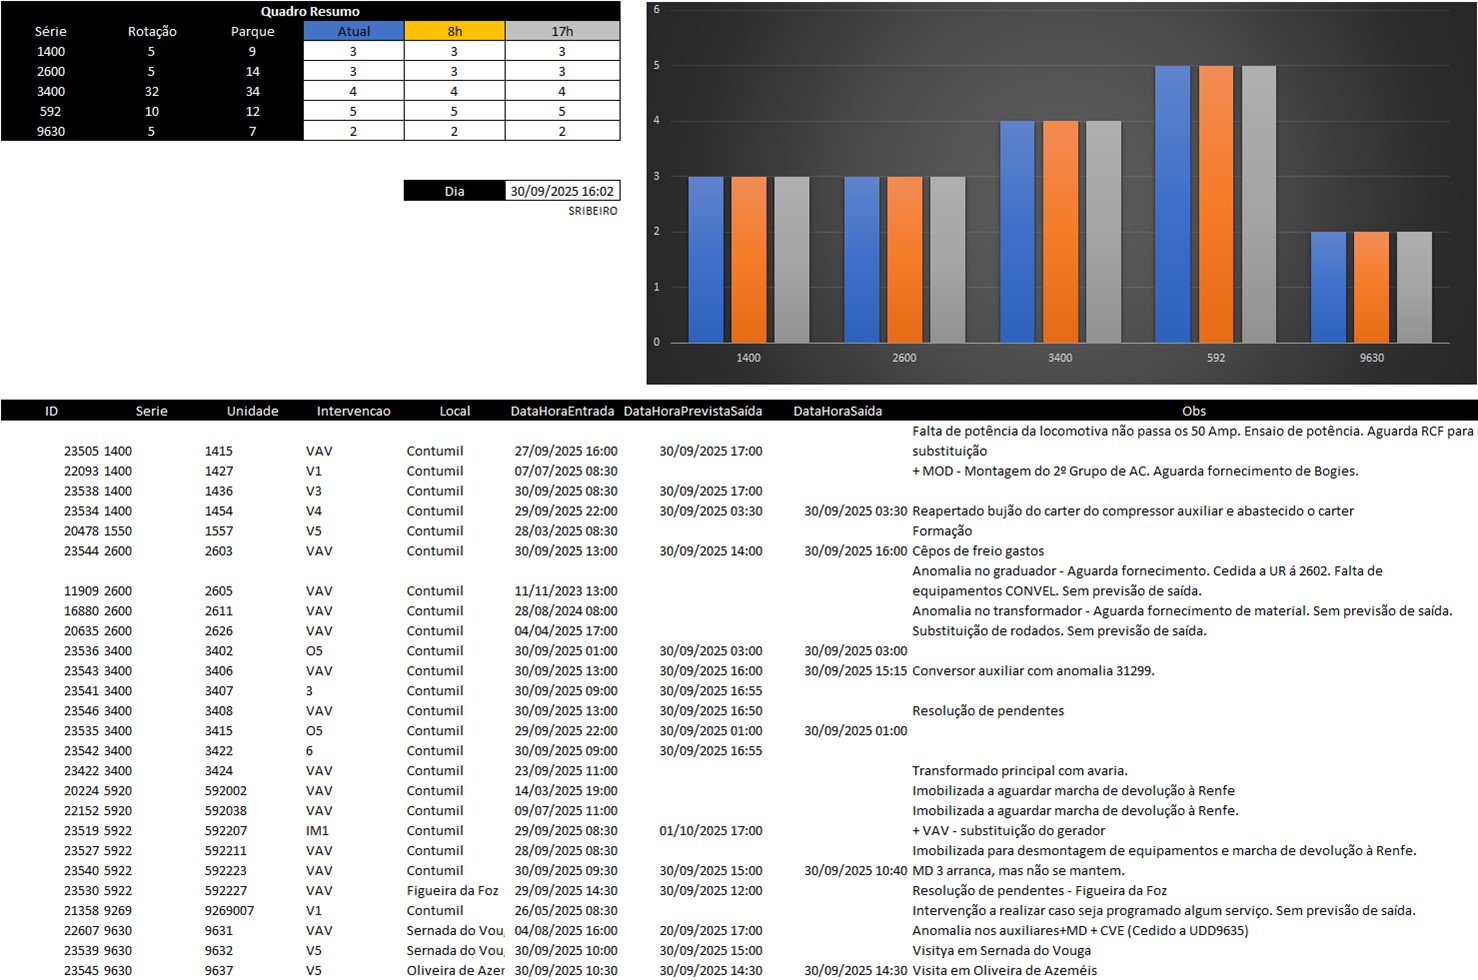 Quadro Resumo
Série Rotação Parque Atual 8h 17h
1400 5 9 3 3 3
2600 5 14 3 3 3
3400 32 34 4 4 4
592 10 12 5 5 5
9630 5 7 2 2 2
Dia 30/09/2025 16:02
SRIBEIRO
6
5
4
3
2
1
0
1400 2600 3400 592 9630
ID Serie Unidade Intervencao Local DataHoraEntrada DataHoraPrevistaSaída DataHoraSaída Obs
Falta de potência da locomotiva não passa os 50 Amp. Ensaio de potência. Aguarda RCF para
23505 1400 1415 VAV Contumil 27/09/2025 16:00 30/09/2025 17:00 substituição
22093 1400 1427 V1 Contumil 07/07/2025 08:30 + MOD - Montagem do 2º Grupo de AC. Aguarda fornecimento de Bogies.
23538 1400 1436 V3 Contumil 30/09/2025 08:30 30/09/2025 17:00
23534 1400 1454 V4 Contumil 29/09/2025 22:00 30/09/2025 03:30 30/09/2025 03:30 Reapertado bujão do carter do compressor auxiliar e abastecido o carter
20478 1550 1557 V5 Contumil 28/03/2025 08:30 Formação
23544 2600 2603 VAV Contumil 30/09/2025 13:00 30/09/2025 14:00 30/09/2025 16:00 Cêpos de freio gastos
Anomalia no graduador - Aguarda fornecimento. Cedida a UR á 2602. Falta de
11909 2600 2605 VAV Contumil 11/11/2023 13:00 equipamentos CONVEL. Sem previsão de saída.
16880 2600 2611 VAV Contumil 28/08/2024 08:00 Anomalia no transformador - Aguarda fornecimento de material. Sem previsão de saída.
20635 2600 2626 VAV Contumil 04/04/2025 17:00 Substituição de rodados. Sem previsão de saída.
23536 3400 3402 O5 Contumil 30/09/2025 01:00 30/09/2025 03:00 30/09/2025 03:00
23543 3400 3406 VAV Contumil 30/09/2025 13:00 30/09/2025 16:00 30/09/2025 15:15 Conversor auxiliar com anomalia 31299.
23541 3400 3407 3 Contumil 30/09/2025 09:00 30/09/2025 16:55
23546 3400 3408 VAV Contumil 30/09/2025 13:00 30/09/2025 16:50 Resolução de pendentes
23535 3400 3415 O5 Contumil 29/09/2025 22:00 30/09/2025 01:00 30/09/2025 01:00
23542 3400 3422 6 Contumil 30/09/2025 09:00 30/09/2025 16:55
23422 3400 3424 VAV Contumil 23/09/2025 11:00 Transformado principal com avaria.
20224 5920 592002 VAV Contumil 14/03/2025 19:00 Imobilizada a aguardar marcha de devolução à Renfe
22152 5920 592038 VAV Contumil 09/07/2025 11:00 Imobilizada a aguardar marcha de devolução à Renfe.
23519 5922 592207 IM1 Contumil 29/09/2025 08:30 01/10/2025 17:00 + VAV - substituição do gerador
23527 5922 592211 VAV Contumil 28/09/2025 08:30 Imobilizada para desmontagem de equipamentos e marcha de devolução à Renfe.
23540 5922 592223 VAV Contumil 30/09/2025 09:30 30/09/2025 15:00 30/09/2025 10:40 MD 3 arranca, mas não se mantem.
23530 5922 592227 VAV Figueira da Foz 29/09/2025 14:30 30/09/2025 12:00 Resolução de pendentes - Figueira da Foz
21358 9269 9269007 V1 Contumil 26/05/2025 08:30 Intervenção a realizar caso seja programado algum serviço. Sem previsão de saída.
22607 9630 9631 VAV Sernada do Vou 04/08/2025 16:00 20/09/2025 17:00 Anomalia nos auxiliares+MD + CVE (Cedido a UDD9635)
23539 9630 9632 V5 Sernada do Vou 30/09/2025 10:00 30/09/2025 15:00 Visitya em Sernada do Vouga
23545 9630 9637 V5 Oliveira de Azer 30/09/2025 10:30 30/09/2025 14:30 30/09/2025 14:30 Visita em Oliveira de Azeméis